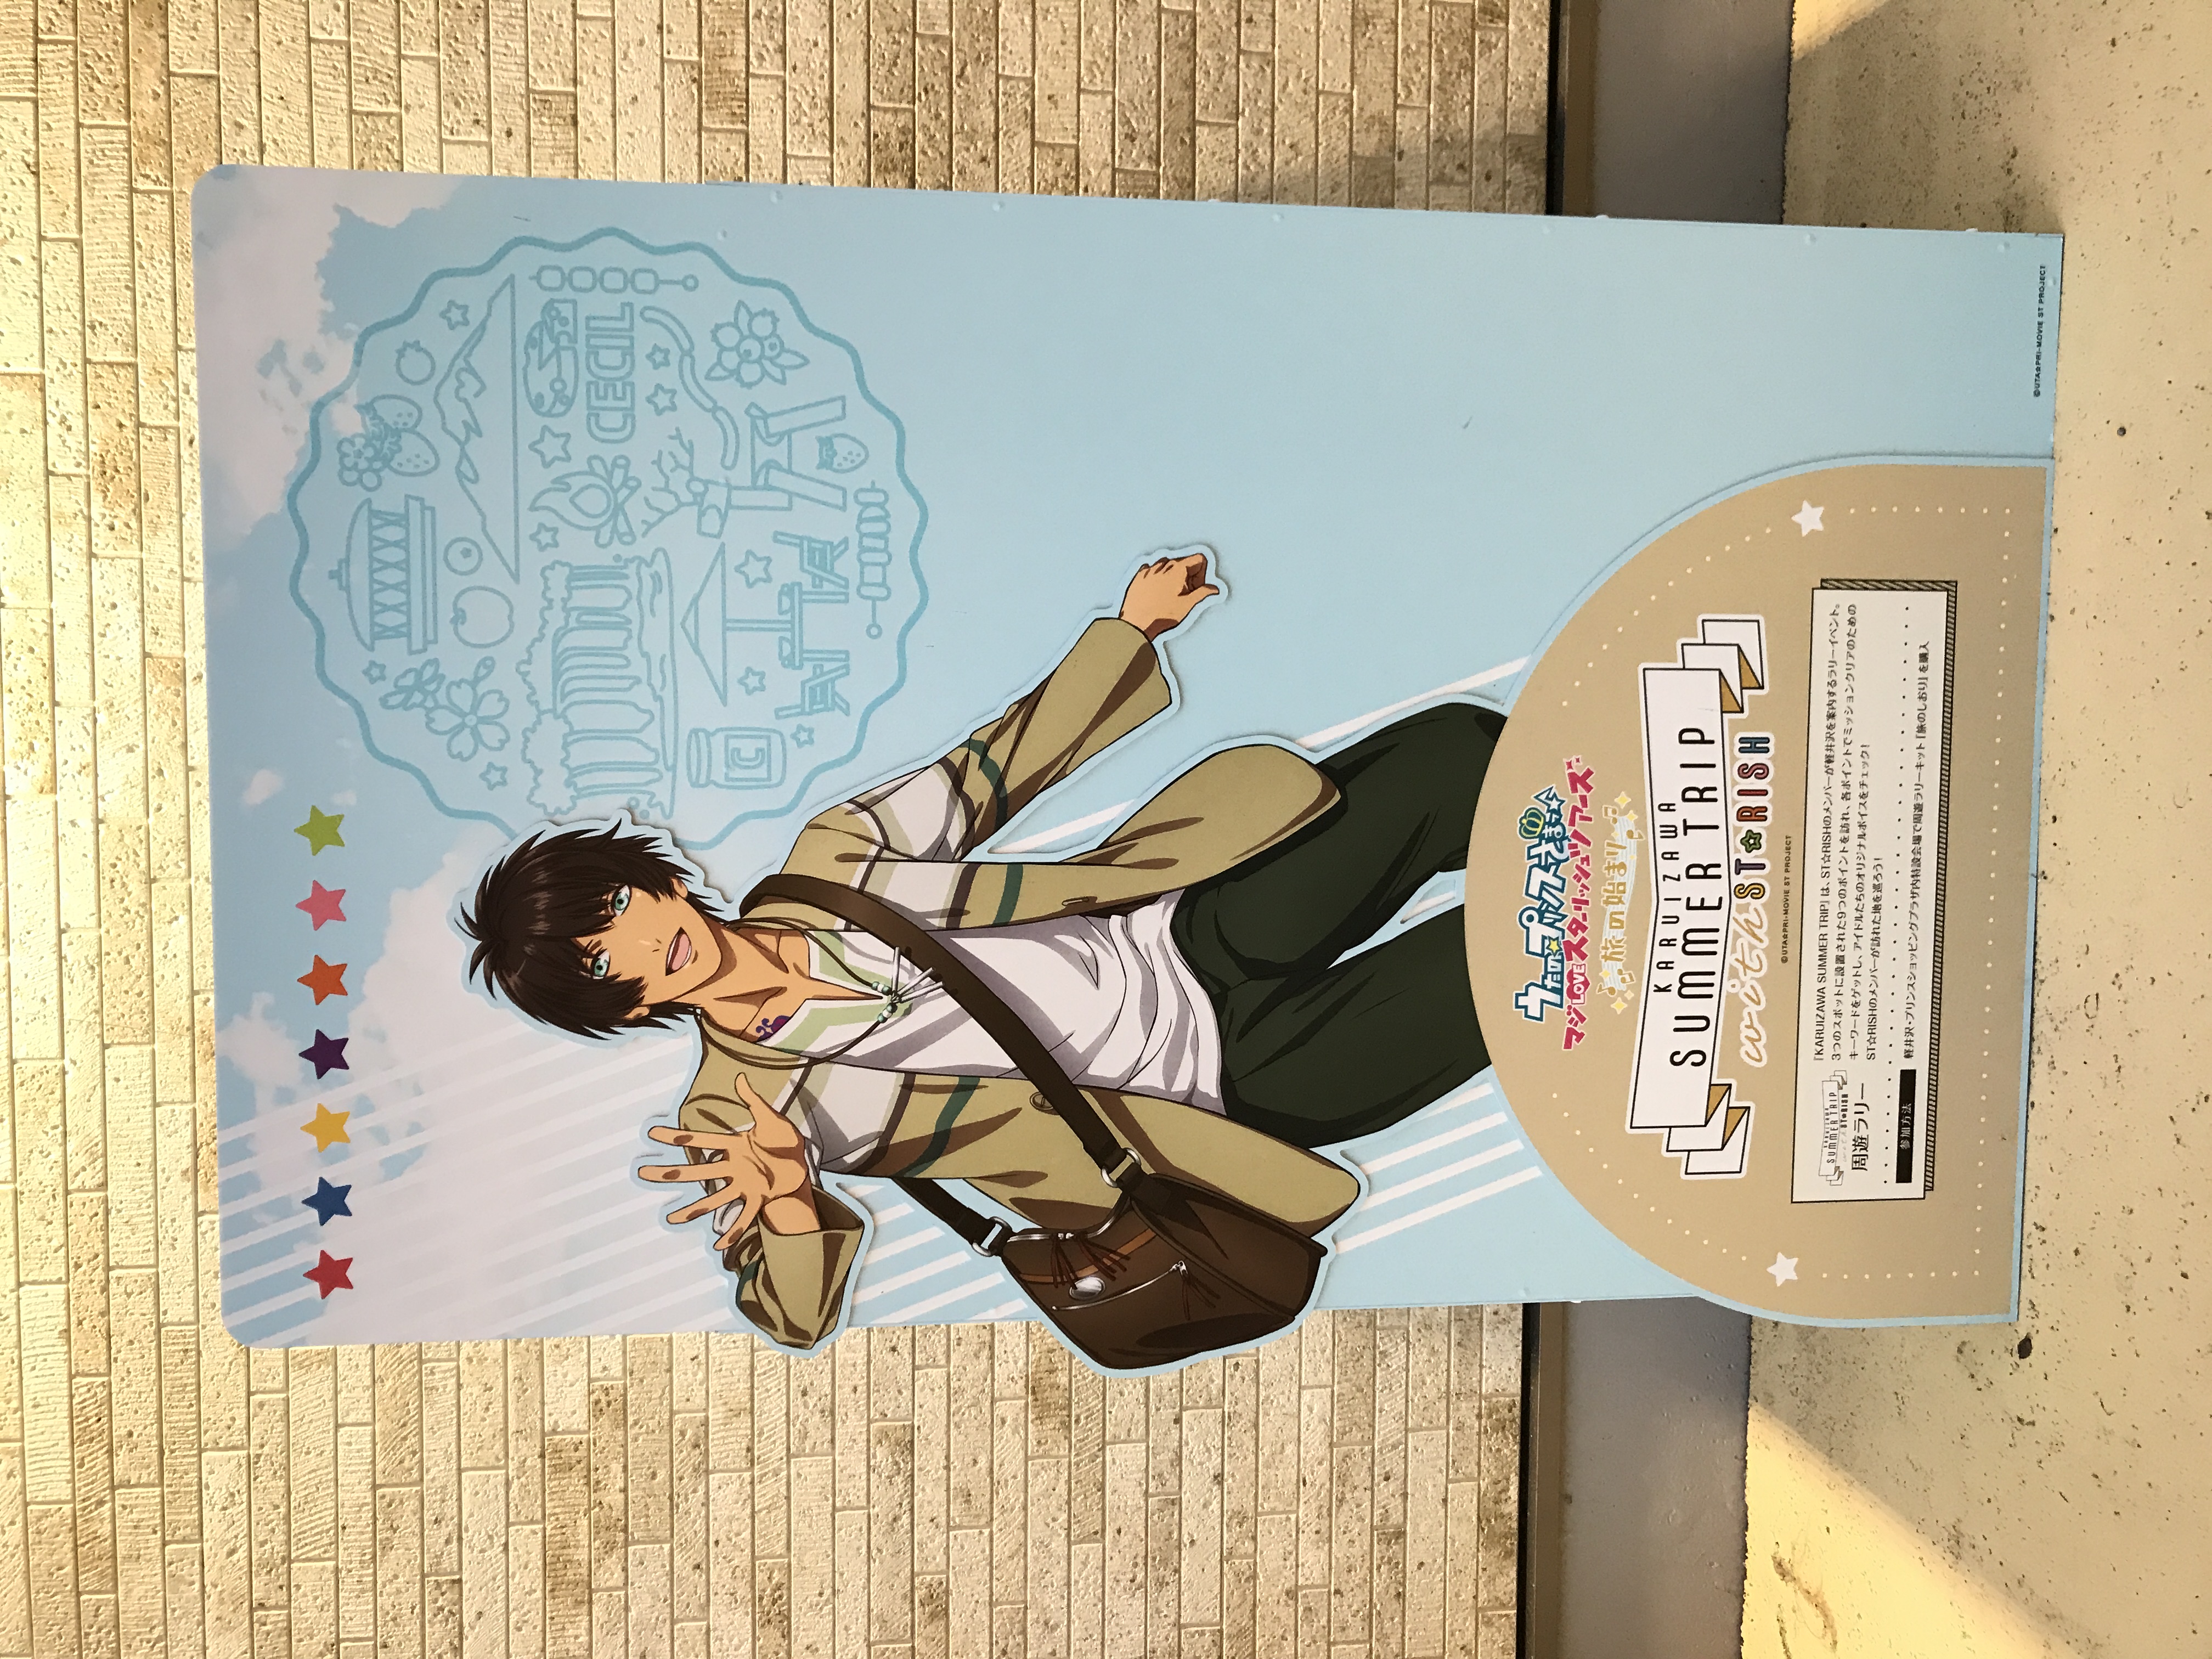 CECIL
C
うたの☆プリンスさまっ♪
マジLOVEスターリッシュツアーズ
旅の始まり
KARUIZAWA
SUMMER TRIP
with ST☆RISH
©UTA☆PRI-MOVIE ST PROJECT
KARUIZAWA
SUMMER TRIP
with ST☆RISH
周遊ラリー
『KARUIZAWA SUMMER TRIP』は、ST☆RISHのメンバーが軽井沢を案内するラリーイベント。
3つのスポットに設置された9つのポイントを訪れ、各ポイントでミッションクリアのための
キーワードをゲットし、アイドルたちのオリジナルボイスをチェック!
ST☆RISHのメンバーが訪れた地を巡ろう!
参加方法
軽井沢・プリンスショッピングプラザ内特設会場で周遊ラリーキット『旅のしおり』を購入
©UTA☆PRI-MOVIE ST PROJECT